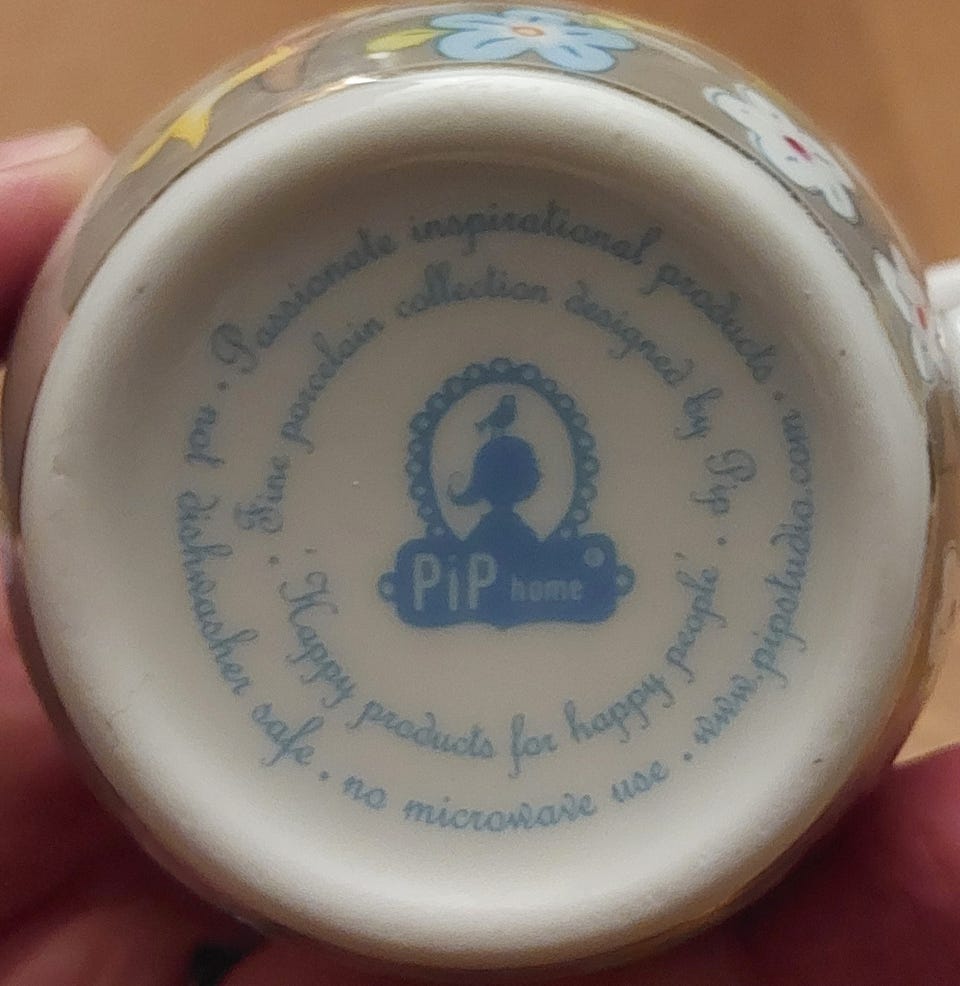 · Passionate inspirational products ·
not dishwasher safe · no microwave use · www.pipstudio.com
· Fine porcelain collection designed by Pip ·
'Happy products for happy people'
PiP home